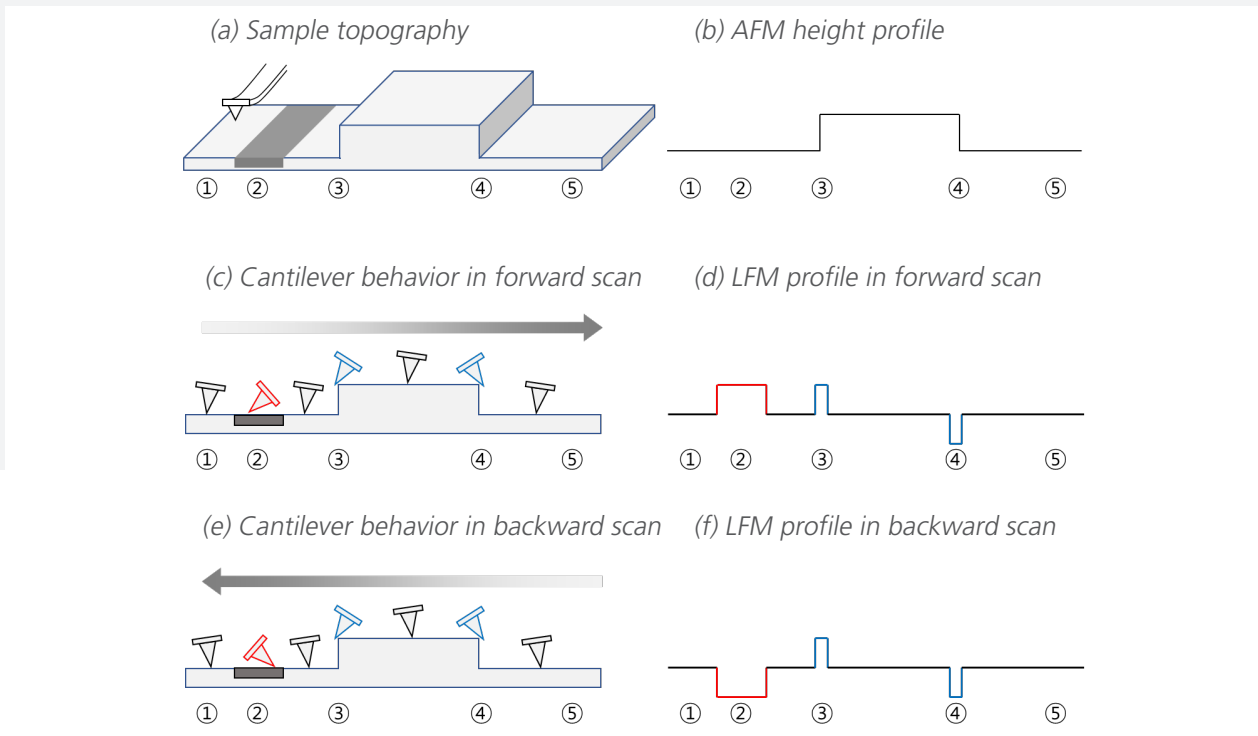 (a) Sample topography
(b) AFM height profile
① ② ③ ④ ⑤
① ② ③ ④ ⑤
(c) Cantilever behavior in forward scan
(d) LFM profile in forward scan
① ② ③ ④ ⑤
① ② ③ ④ ⑤
(e) Cantilever behavior in backward scan
(f) LFM profile in backward scan
① ② ③ ④ ⑤
① ② ③ ④ ⑤